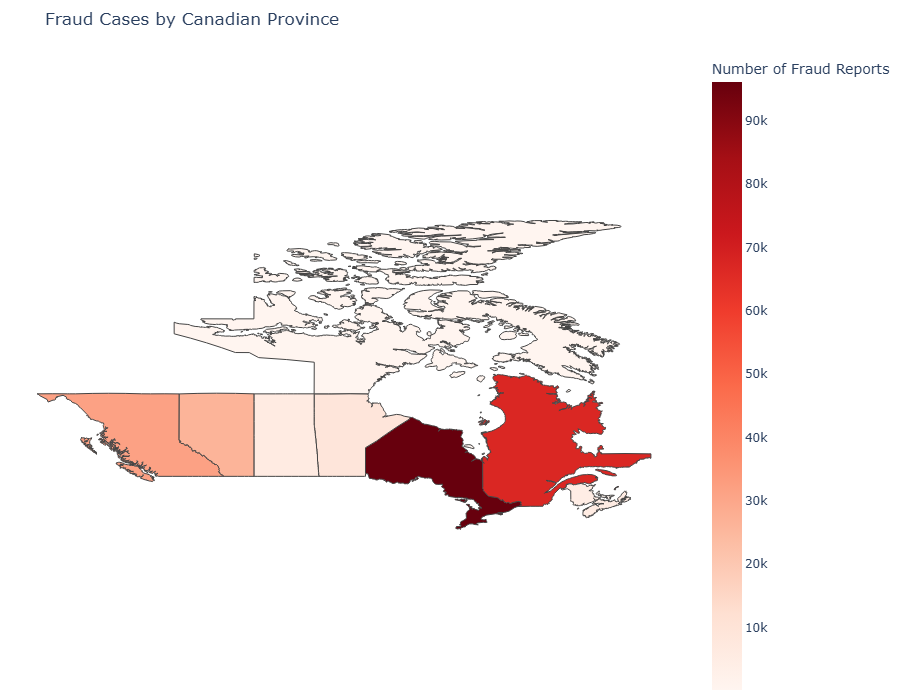 Fraud Cases by Canadian Province
Number of Fraud Reports
90k
80k
70k
60k
50k
40k
30k
20k
10k